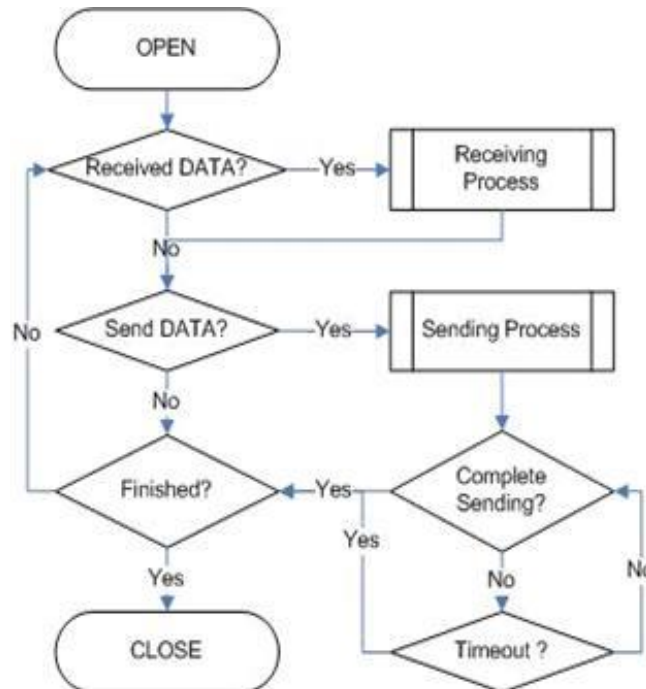 OPEN
Received DATA?
Yes
Receiving
Process
No
Send DATA?
Yes
Sending Process
No
No
Finished?
Yes
Complete
Sending?
Yes
No
No
Yes
CLOSE
Timeout ?